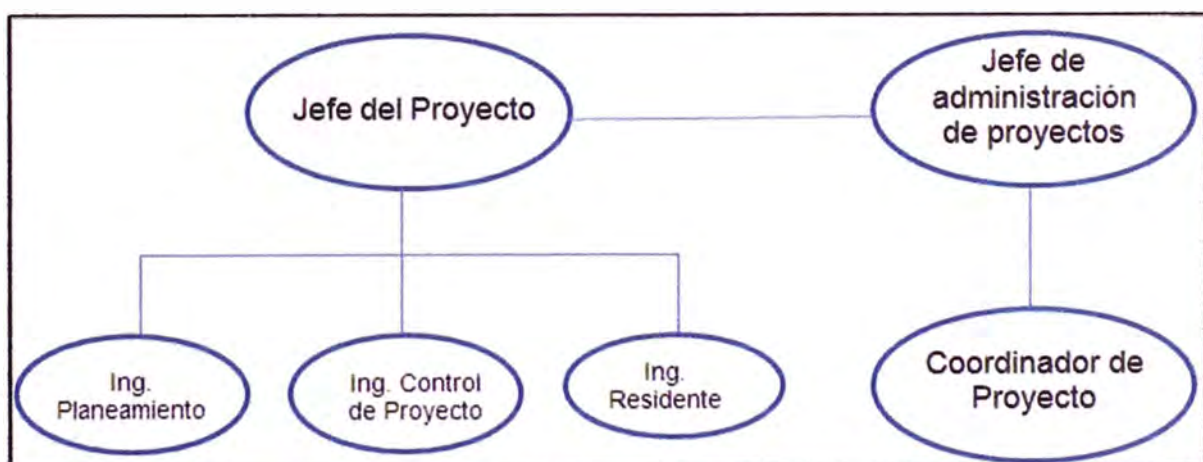 Jefe del Proyecto
Jefe de
administración
de proyectos
Ing.
Planeamiento
Ing. Control
de Proyecto
Ing.
Residente
Coordinador de
Proyecto